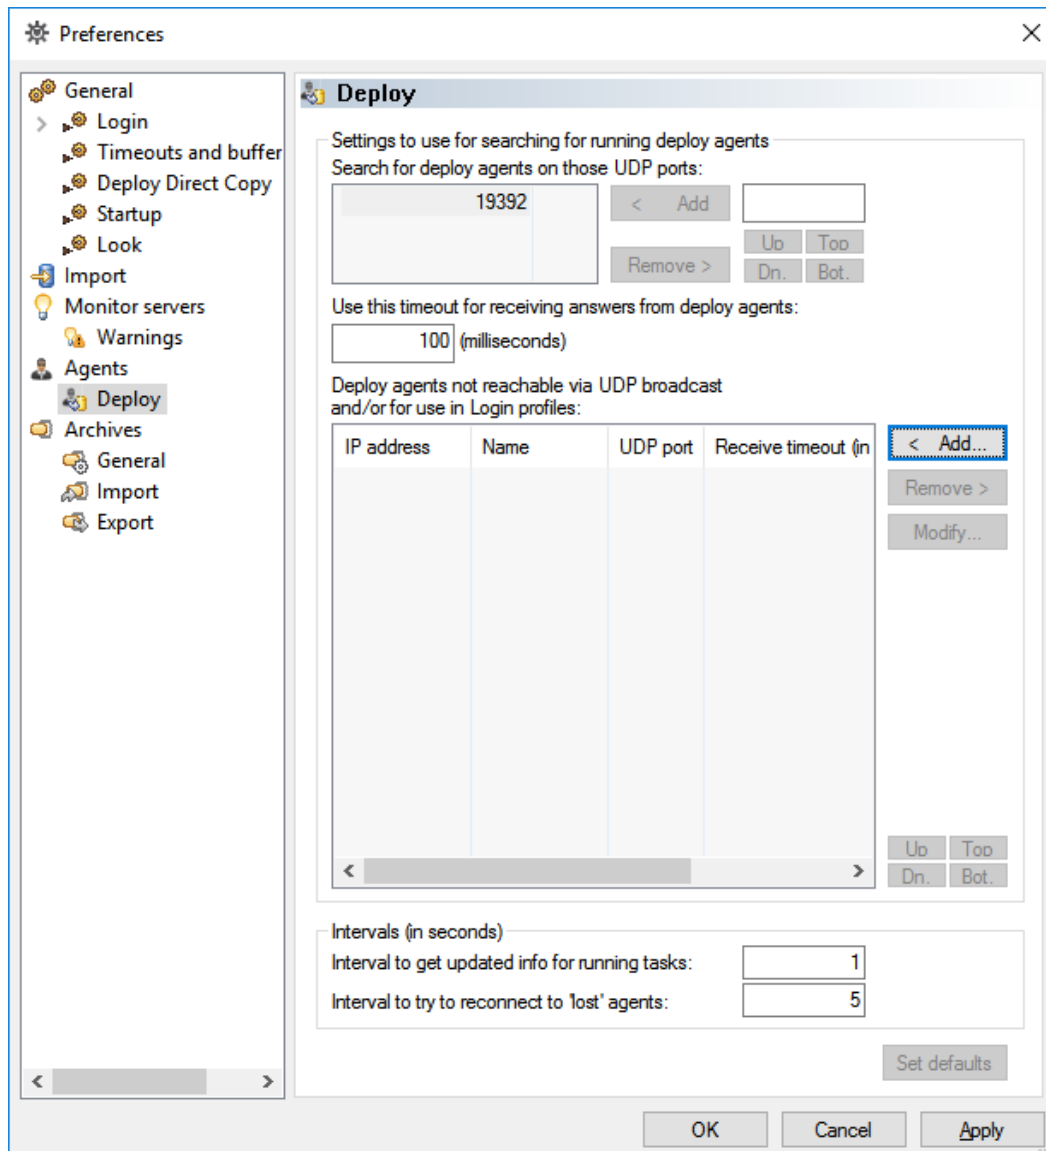 Preferences
General
Login
Timeouts and buffer
Deploy Direct Copy
Startup
Look
Import
Monitor servers
Warnings
Agents
Deploy
Archives
General
Import
Export
Deploy
Settings to use for searching for running deploy agents
Search for deploy agents on those UDP ports:
19392
< Add
Remove >
Up Top
Dn. Bot.
Use this timeout for receiving answers from deploy agents:
100 (milliseconds)
Deploy agents not reachable via UDP broadcast
and/or for use in Login profiles:
IP address Name UDP port Receive timeout (in
< Add...
Remove >
Modify...
Up Top
Dn. Bot.
Intervals (in seconds)
Interval to get updated info for running tasks: 1
Interval to try to reconnect to 'lost' agents: 5
Set defaults
OK Cancel Apply